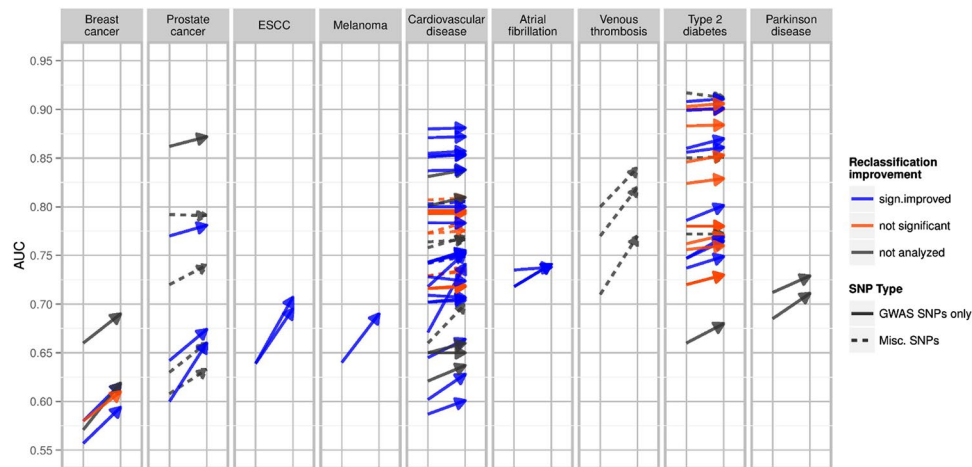 Breast
cancer
Prostate
cancer
ESCC
Melanoma
Cardiovascular
disease
Atrial
fibrillation
Venous
thrombosis
Type 2
diabetes
Parkinson
disease
0.95
0.90
0.85
0.80
0.75
0.70
0.65
0.60
0.55
AUC
Reclassification
improvement
sign.improved
not significant
not analyzed
SNP Type
GWAS SNPs only
Misc. SNPs